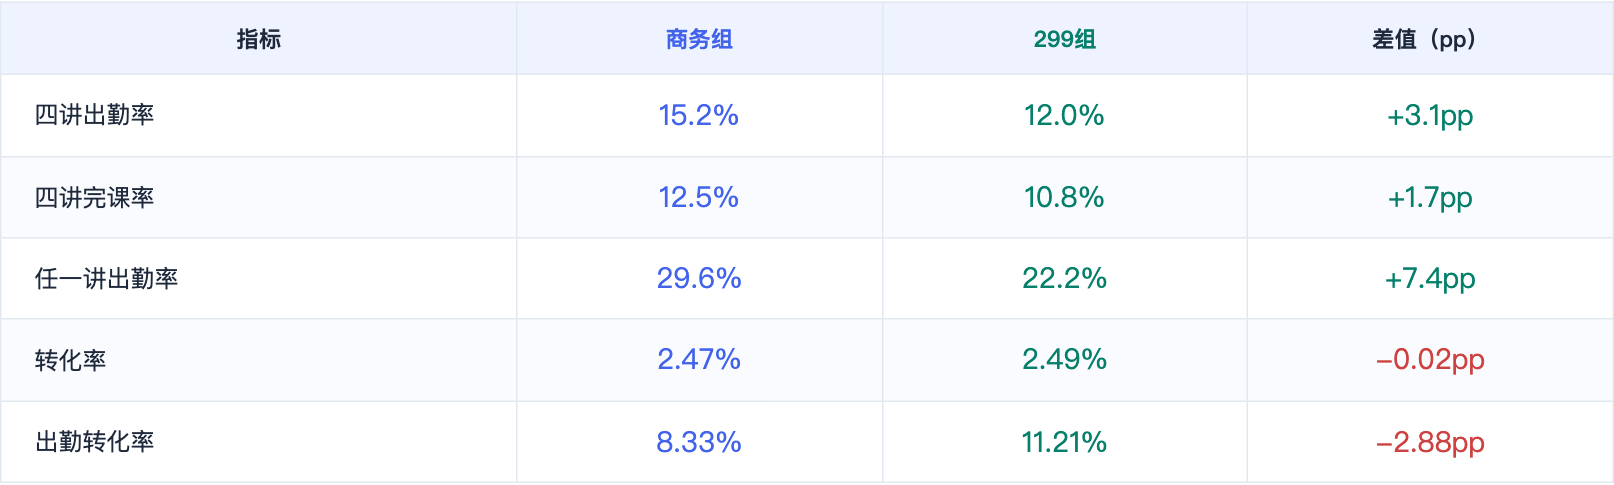 指标 商务组 299组 差值（pp）
四讲出勤率 15.2% 12.0% +3.1pp
四讲完课率 12.5% 10.8% +1.7pp
任一讲出勤率 29.6% 22.2% +7.4pp
转化率 2.47% 2.49% −0.02pp
出勤转化率 8.33% 11.21% −2.88pp